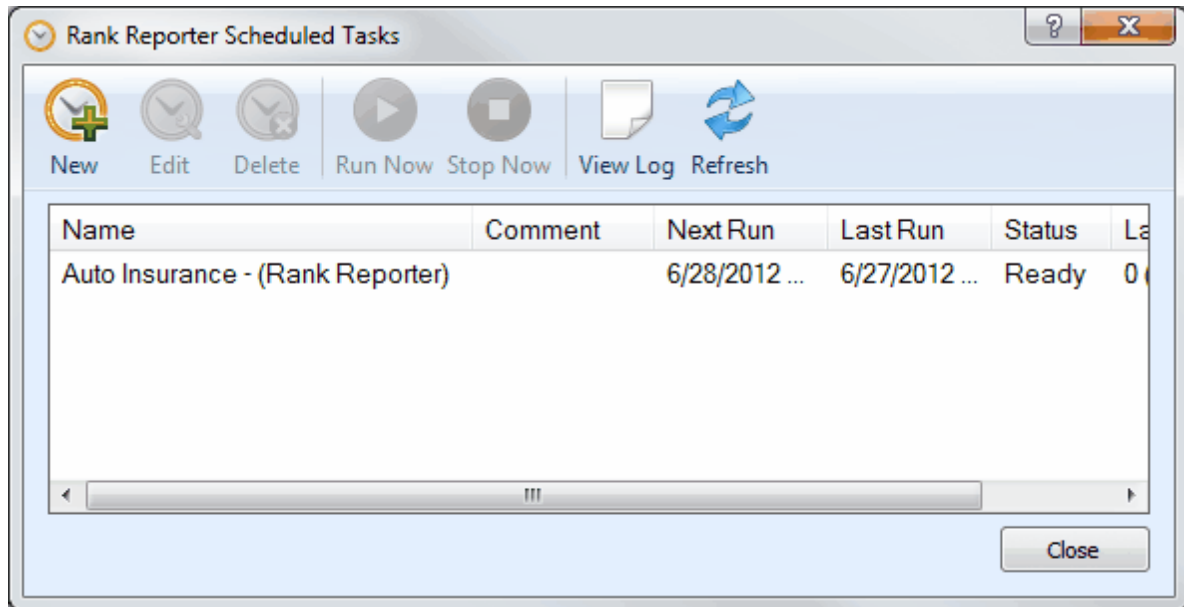 Rank Reporter Scheduled Tasks
New Edit Delete Run Now Stop Now View Log Refresh
Name Comment Next Run Last Run Status
Auto Insurance - (Rank Reporter) 6/28/2012 ... 6/27/2012 ... Ready 0
Close